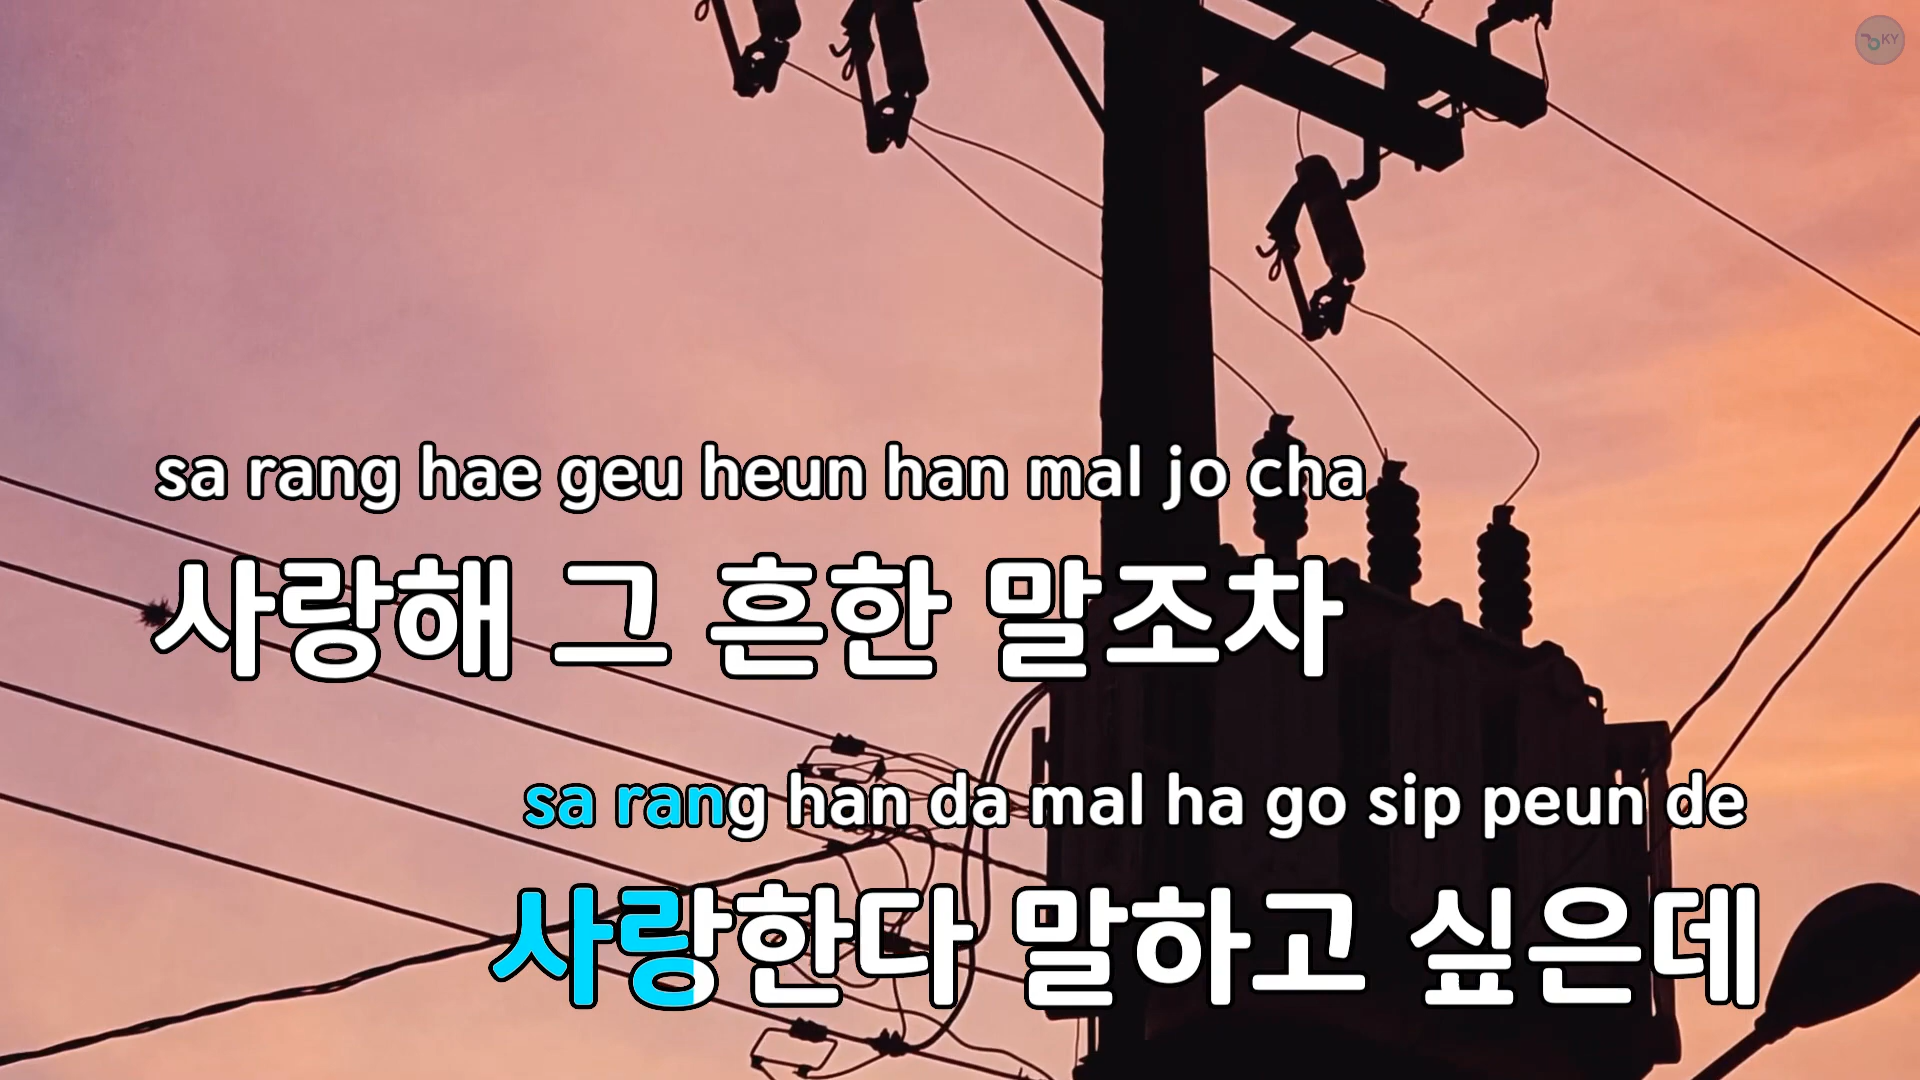 KY
sa rang hae geu heun han mal jo cha
사랑해 그 흔한 말조차
sa rang han da mal ha go sip peun de
사랑한다 말하고 싶은데